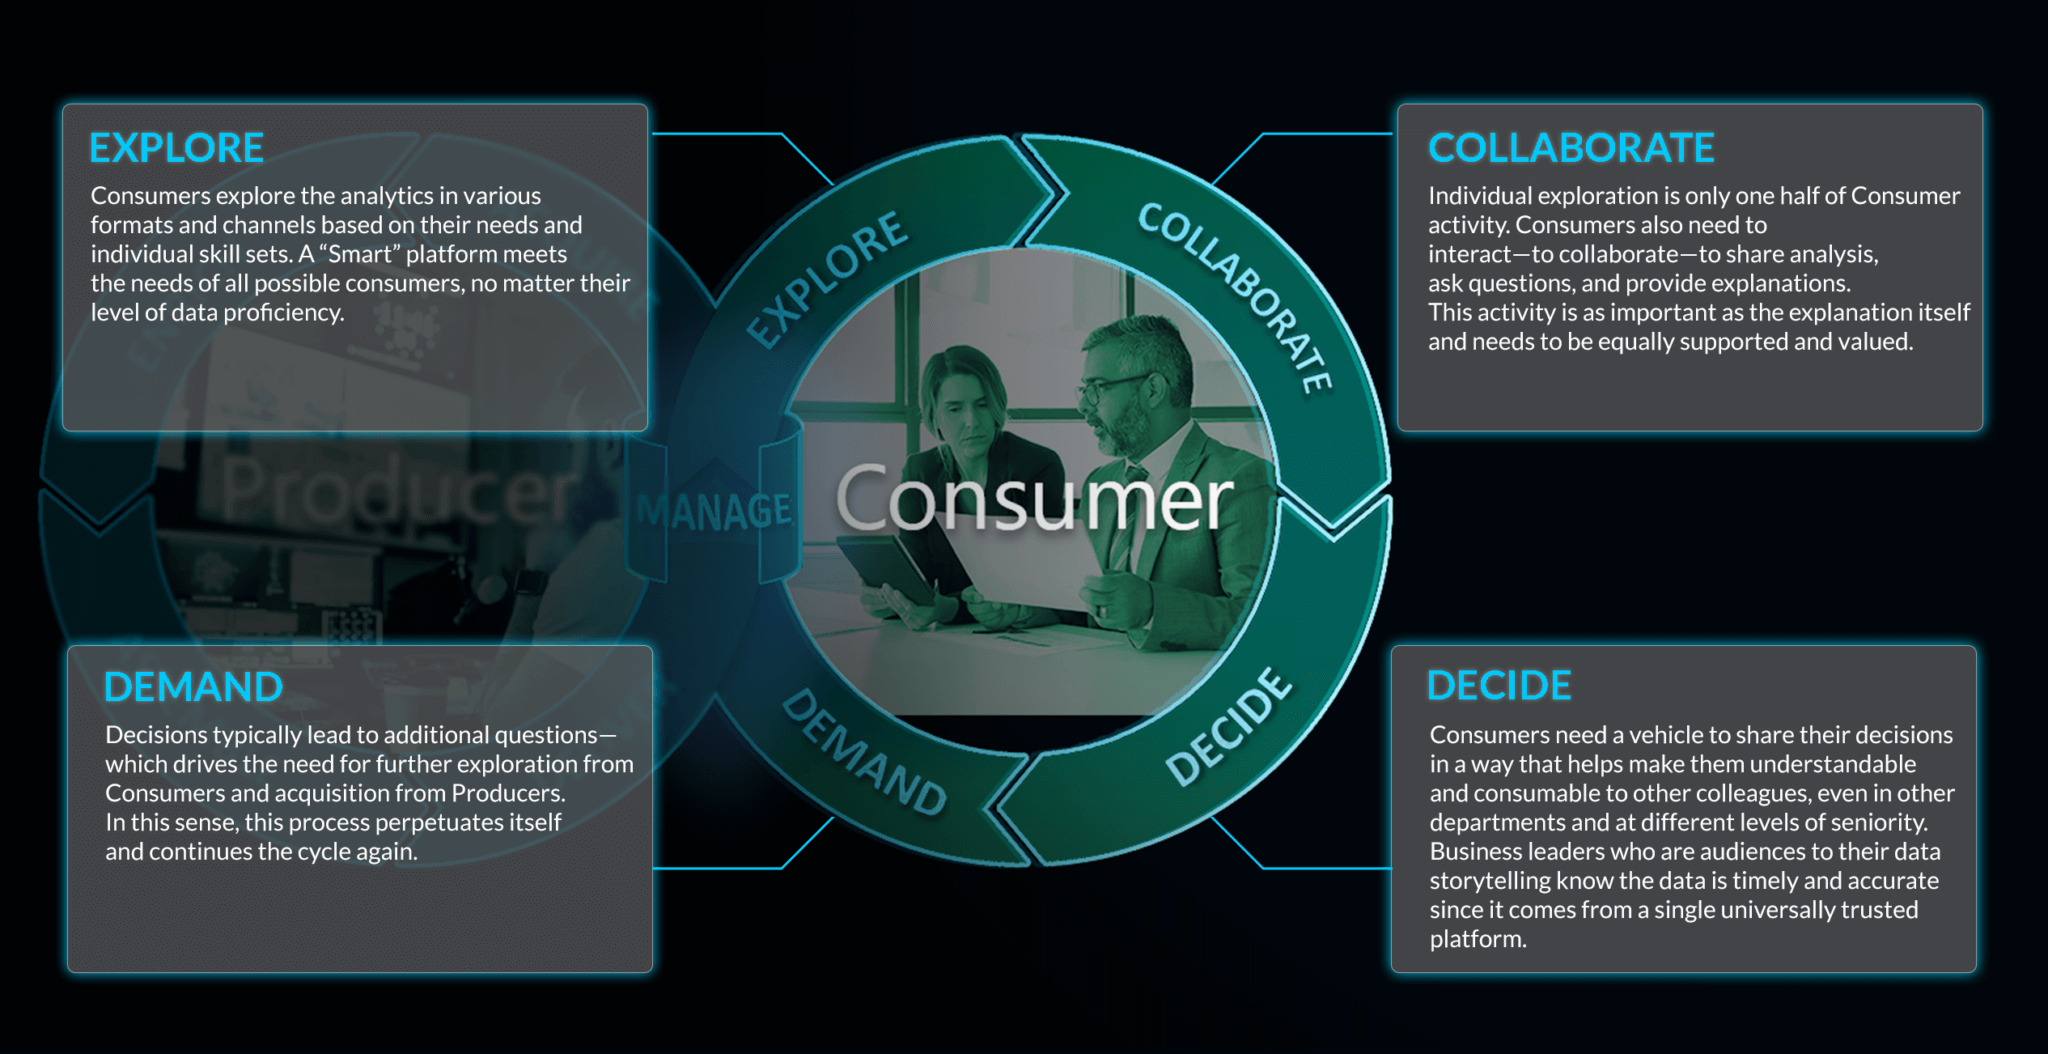 EXPLORE
Consumers explore the analytics in various
formats and channels based on their needs and
individual skill sets. A “Smart” platform meets
the needs of all possible consumers, no matter their
level of data proficiency.
COLLABORATE
Individual exploration is only one half of Consumer
activity. Consumers also need to
interact—to collaborate—to share analysis,
ask questions, and provide explanations.
This activity is as important as the explanation itself
and needs to be equally supported and valued.
EXPLORE
COLLABORATE
Producer
MANAGE
Consumer
DEMAND
DECIDE
DEMAND
Decisions typically lead to additional questions—
which drives the need for further exploration from
Consumers and acquisition from Producers.
In this sense, this process perpetuates itself
and continues the cycle again.
DECIDE
Consumers need a vehicle to share their decisions
in a way that helps make them understandable
and consumable to other colleagues, even in other
departments and at different levels of seniority.
Business leaders who are audiences to their data
storytelling know the data is timely and accurate
since it comes from a single universally trusted
platform.